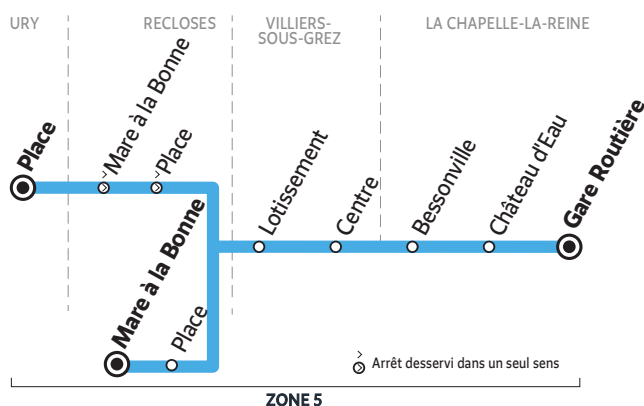 URY
RECLOSES
VILLIERS-
SOUS-GREZ
LA CHAPELLE-LA-REINE
Place
Mare à la Bonne
Place
Mare à la Bonne
Place
Lotissement
Centre
Bessonville
Château d'Eau
Gare Routière
Arrêt desservi dans un seul sens
ZONE 5